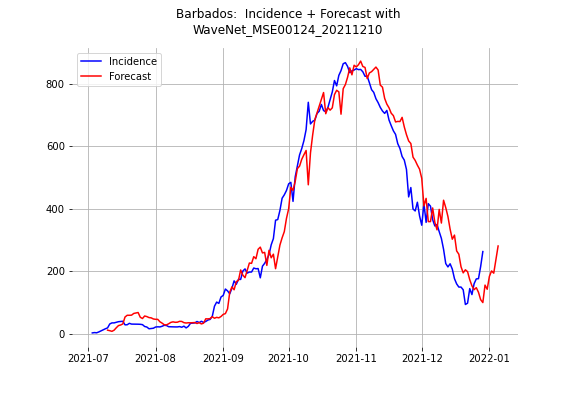 Barbados:  Incidence + Forecast with
WaveNet_MSE00124_20211210
Incidence
Forecast
800
600
400
200
0
2021-07 2021-08 2021-09 2021-10 2021-11 2021-12 2022-01